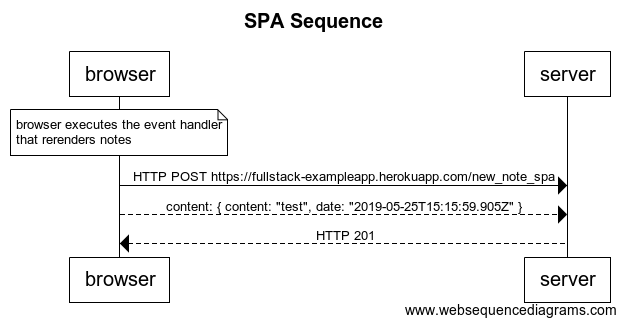 SPA Sequence
browser
server
browser executes the event handler
that rerenders notes
HTTP POST https://fullstack-exampleapp.herokuapp.com/new_note_spa
content: { content: "test", date: "2019-05-25T15:15:59.905Z" }
HTTP 201
browser
server
www.websequencediagrams.com